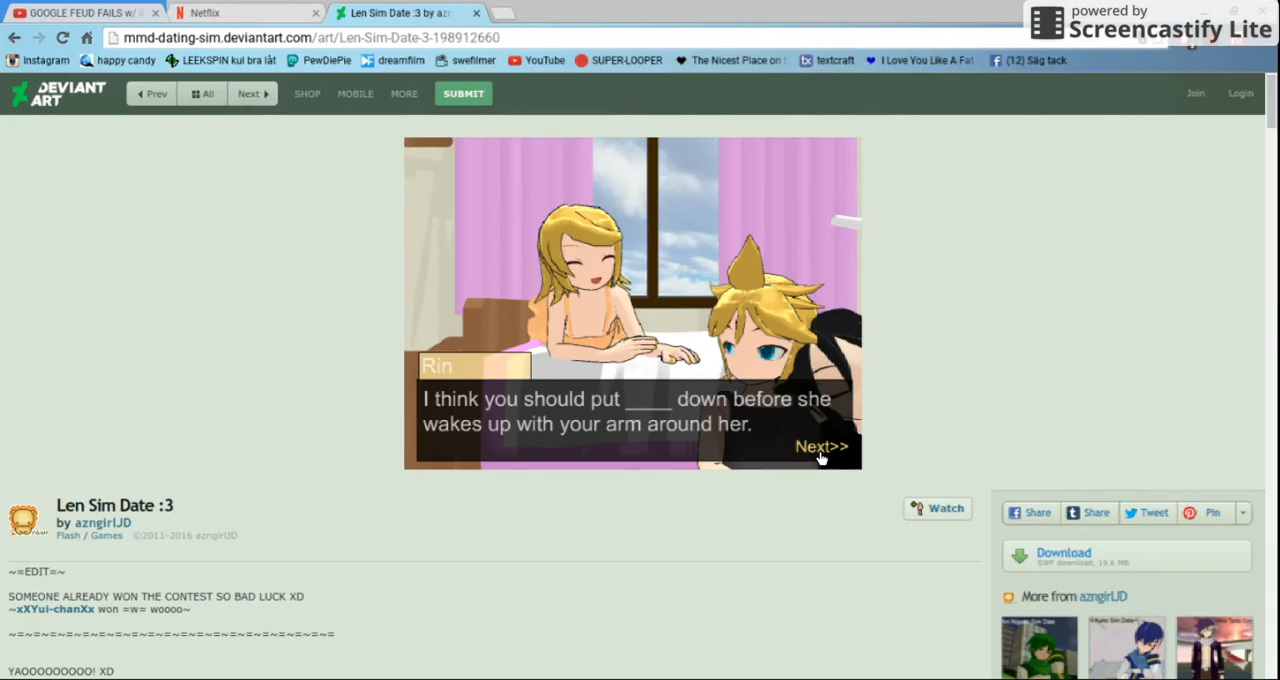 GOOGLE FEUD FAILS w/
Netflix
Len Sim Date :3 by az
powered by
Screencastify Lite
mmd-dating-sim.deviantart.com/art/Len-Sim-Date-3-198912660
Instagram happy candy LEEKSPIN kul bra låt PewDiePie dreamfilm swefilmer YouTube SUPER-LOOPER The Nicest Place on textcraft I Love You Like A Fat (12) Säg tack
DEVIANT
ART
Prev All Next SHOP MOBILE MORE SUBMIT Join Login
Rin
I think you should put ____ down before she
wakes up with your arm around her.
Next>>
Len Sim Date :3
by azngirlJD
Flash / Games ©2011-2016 azngirlJD
Watch
Share Share Tweet Pin
Download
SWF download, 19.6 MB
~=EDIT=~
SOMEONE ALREADY WON THE CONTEST SO BAD LUCK XD
~xXYui-chanXx won =w= woooo~
~=~=~=~=~=~=~=~=~=~=~=~=~=~=~=~=~=~=
More from azngirlJD
YAOOOOOOOOO! XD